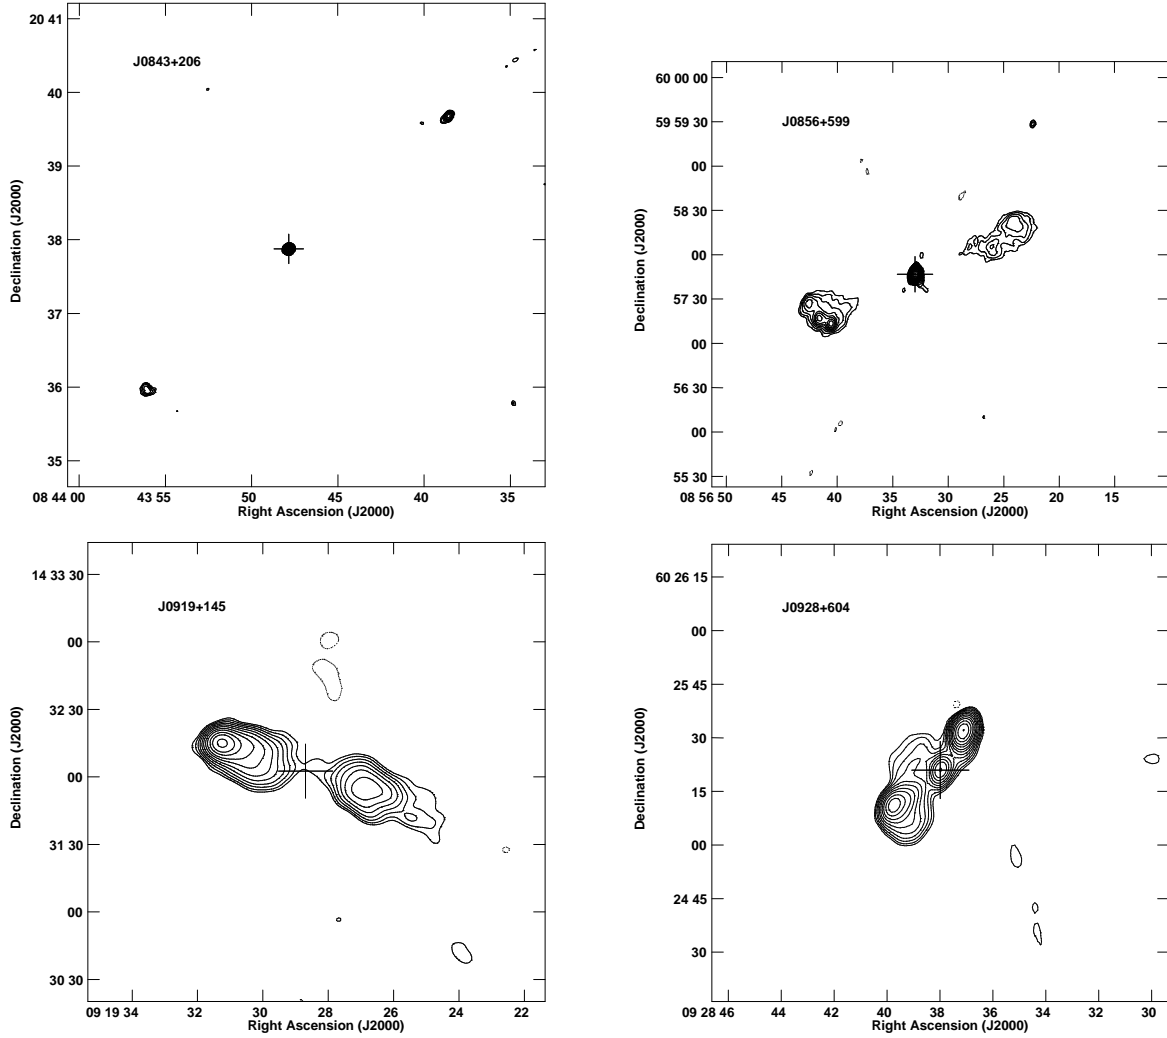 J0843+206
20 41
40
39
38
37
36
35
Declination (J2000)
08 44 00
43 55
50
45
40
35
Right Ascension (J2000)
J0856+599
60 00 00
59 59 30
00
58 30
00
57 30
00
56 30
00
55 30
Declination (J2000)
08 56 50
45
40
35
30
25
20
15
Right Ascension (J2000)
J0919+145
14 33 30
00
32 30
00
31 30
00
30 30
Declination (J2000)
09 19 34
32
30
28
26
24
22
Right Ascension (J2000)
J0928+604
60 26 15
00
25 45
30
15
00
24 45
30
Declination (J2000)
09 28 46
44
42
40
38
36
34
32
30
Right Ascension (J2000)